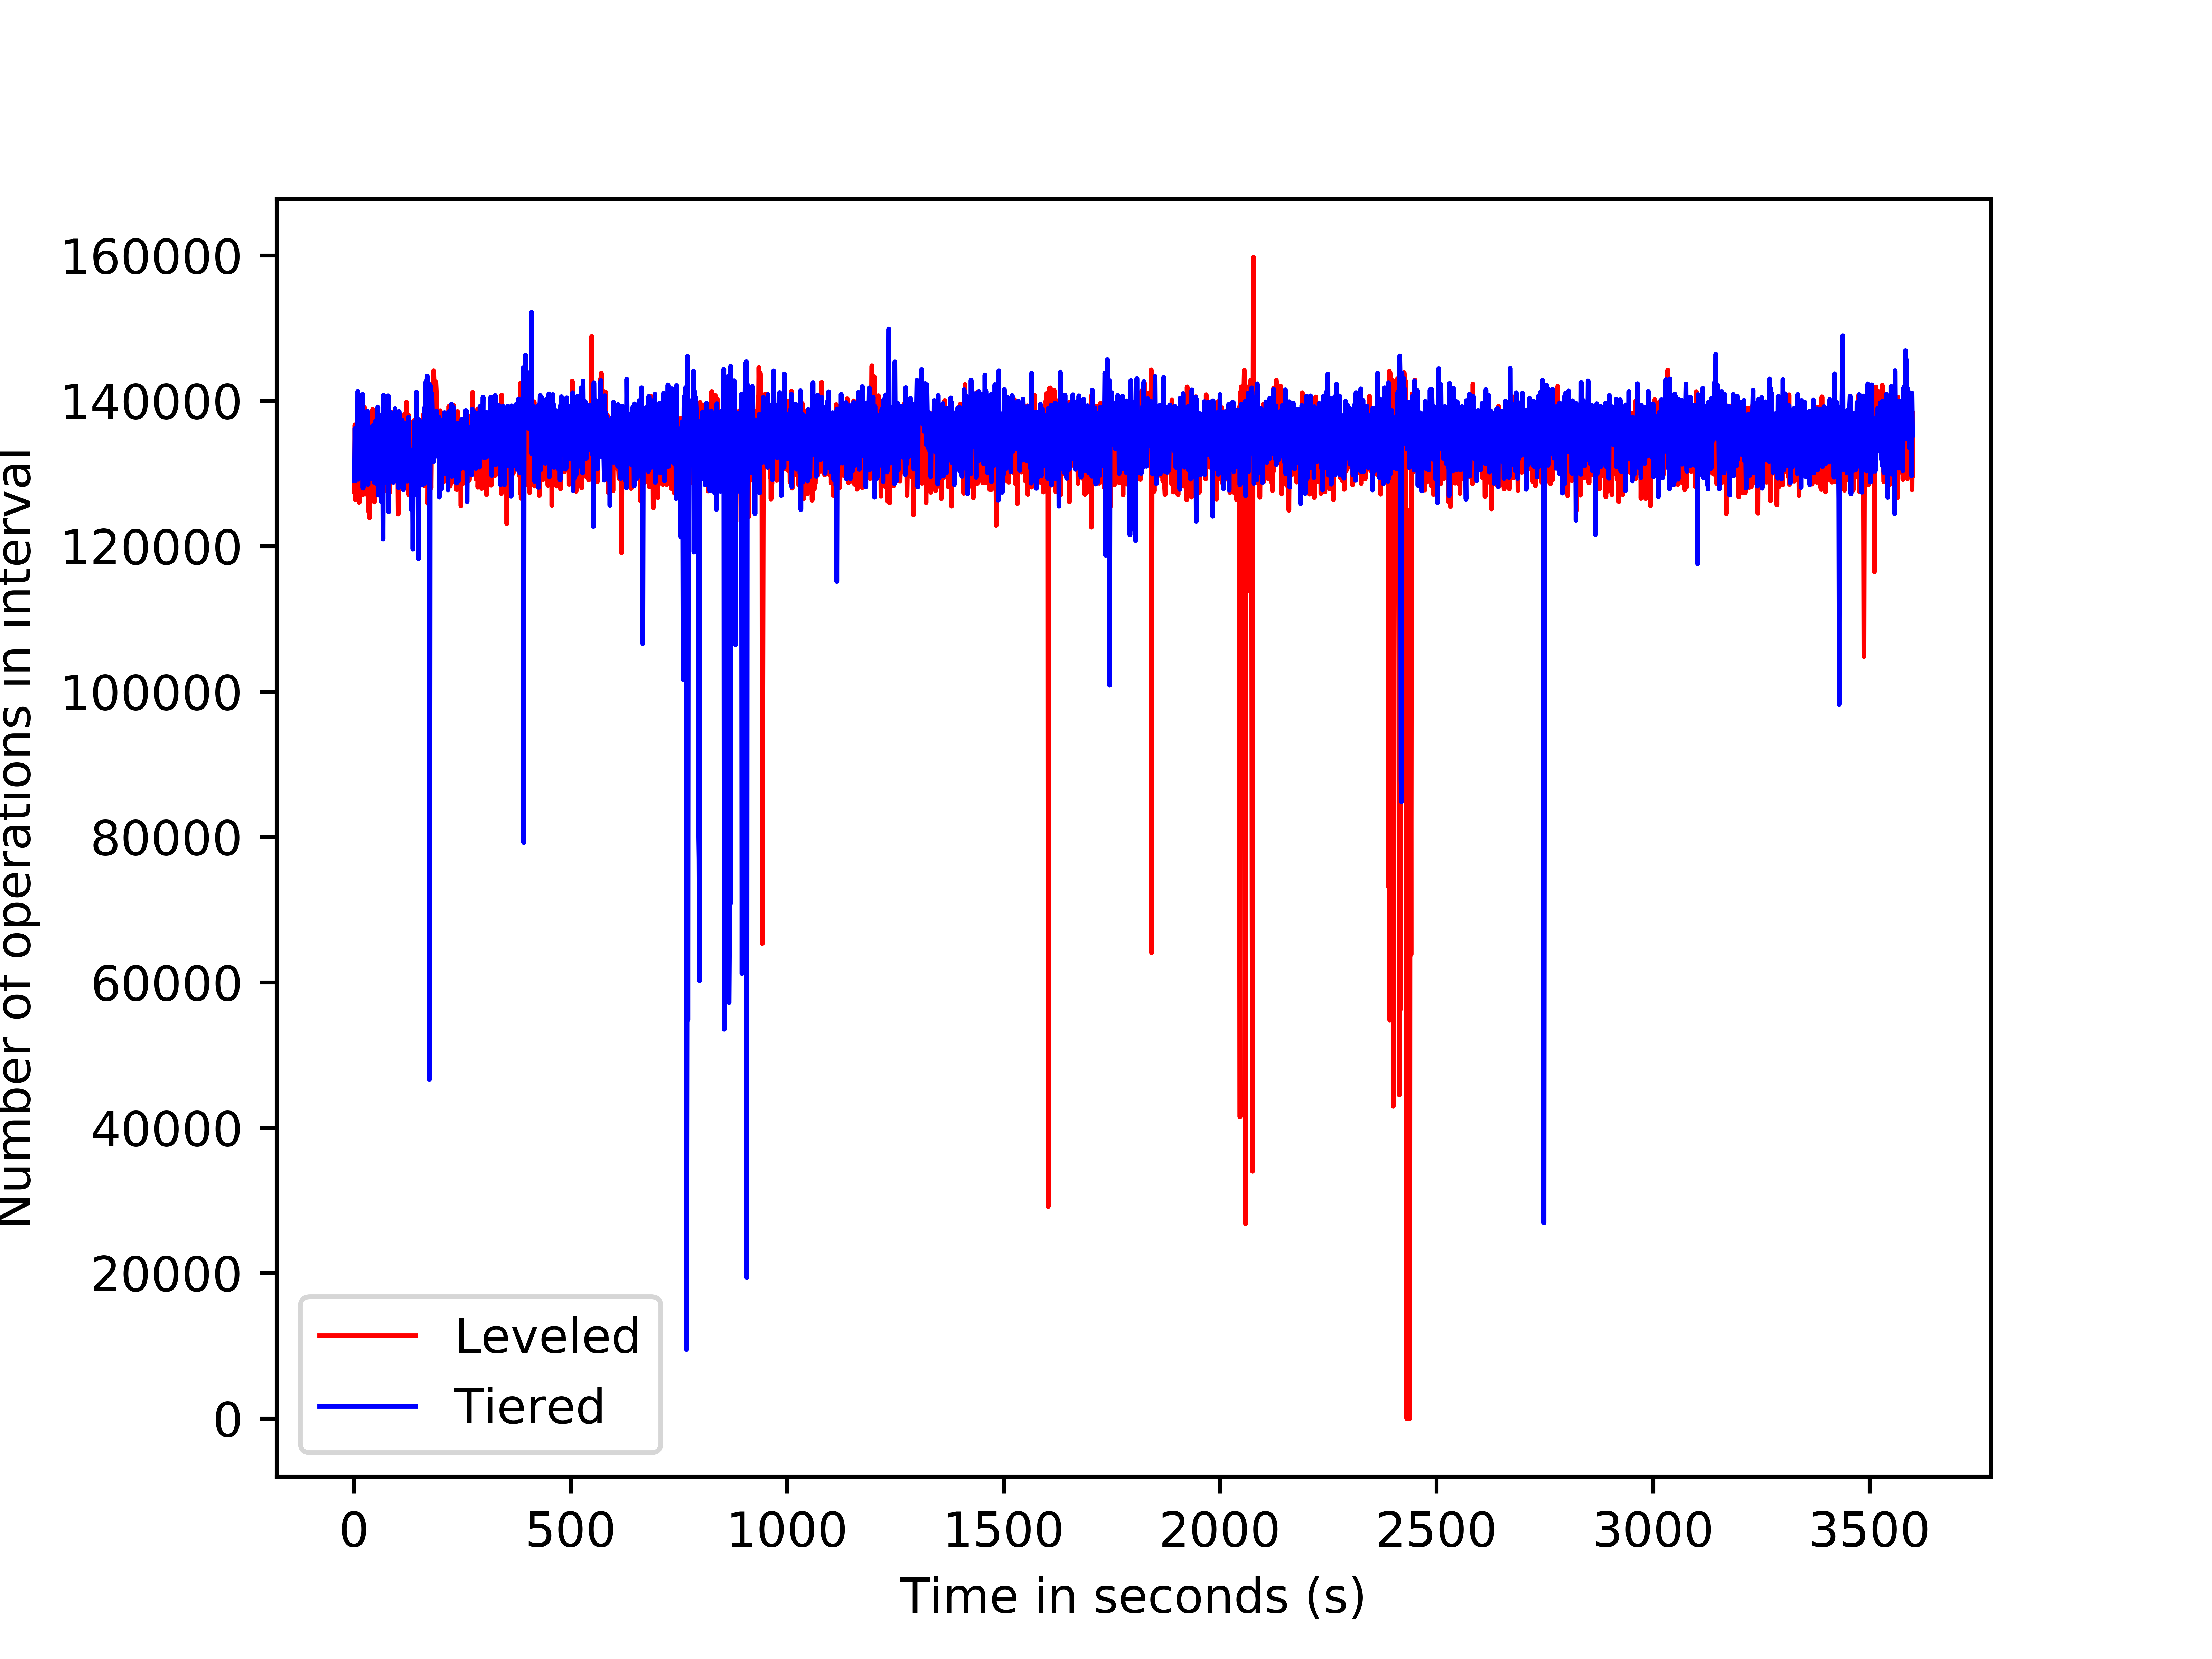 160000
140000
120000
100000
80000
60000
40000
20000
0
Number of operations in interval
Leveled
Tiered
0 500 1000 1500 2000 2500 3000 3500
Time in seconds (s)